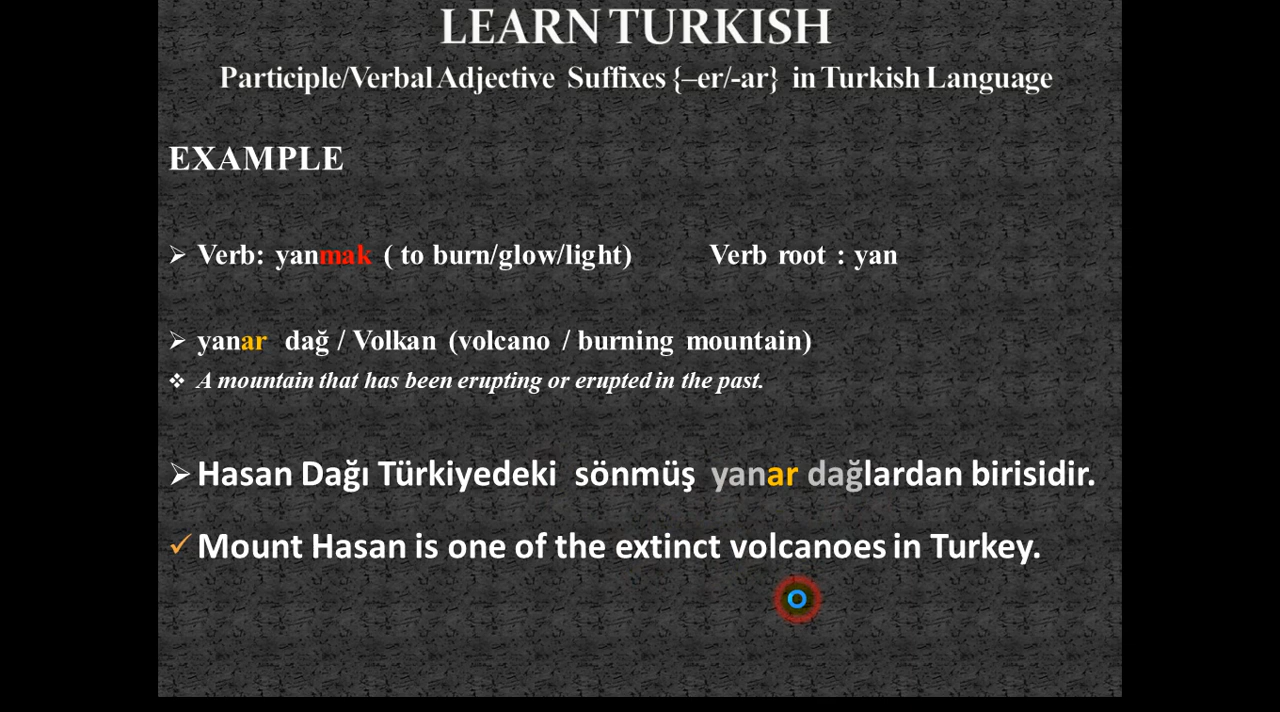 LEARN TURKISH
Participle/Verbal Adjective Suffixes {–er/-ar} in Turkish Language
EXAMPLE
➢ Verb: yanmak ( to burn/glow/light) Verb root : yan
➢ yanar dağ / Volkan (volcano / burning mountain)
❖ A mountain that has been erupting or erupted in the past.
➢ Hasan Dağı Türkiyedeki sönmüş yanar dağlardan birisidir.
✓ Mount Hasan is one of the extinct volcanoes in Turkey.